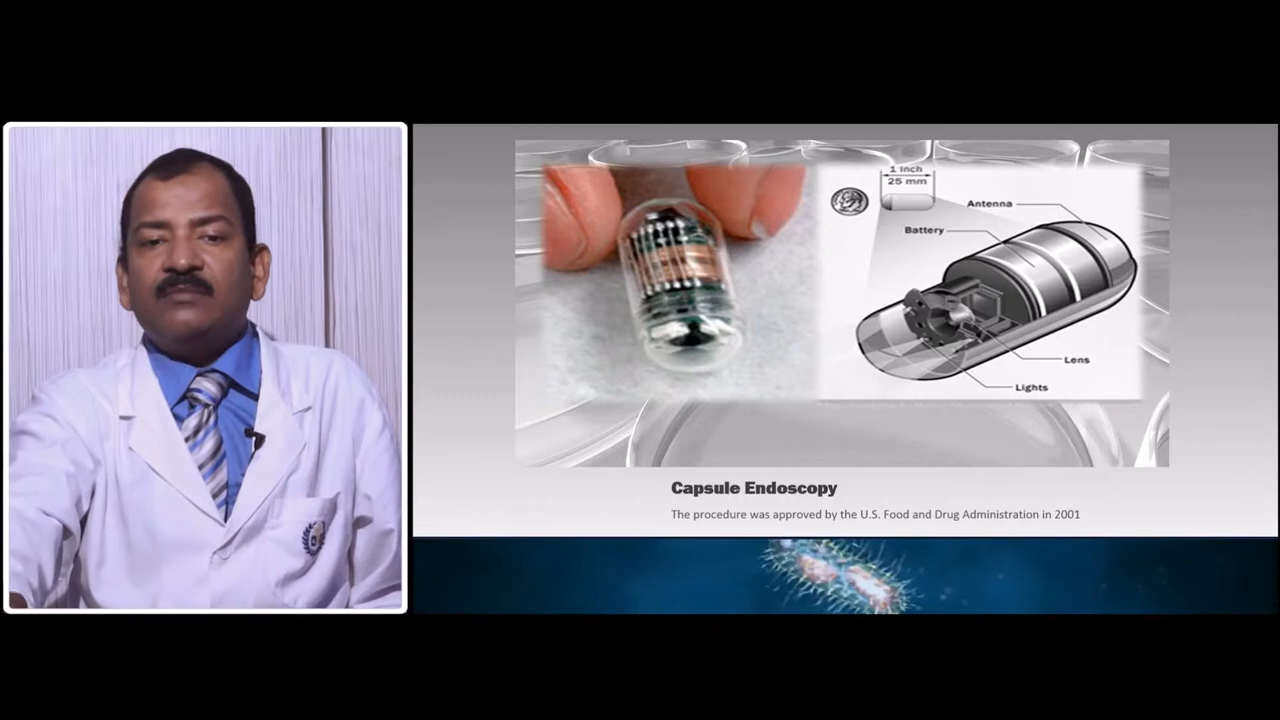 1 inch
25 mm
Antenna
Battery
Lens
Lights
Capsule Endoscopy
The procedure was approved by the U.S. Food and Drug Administration in 2001